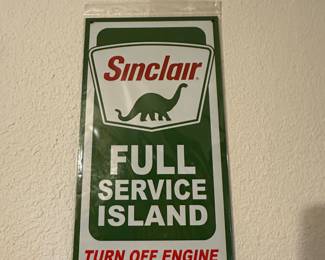 Sinclair
FULL
SERVICE
ISLAND
TURN OFF ENGINE